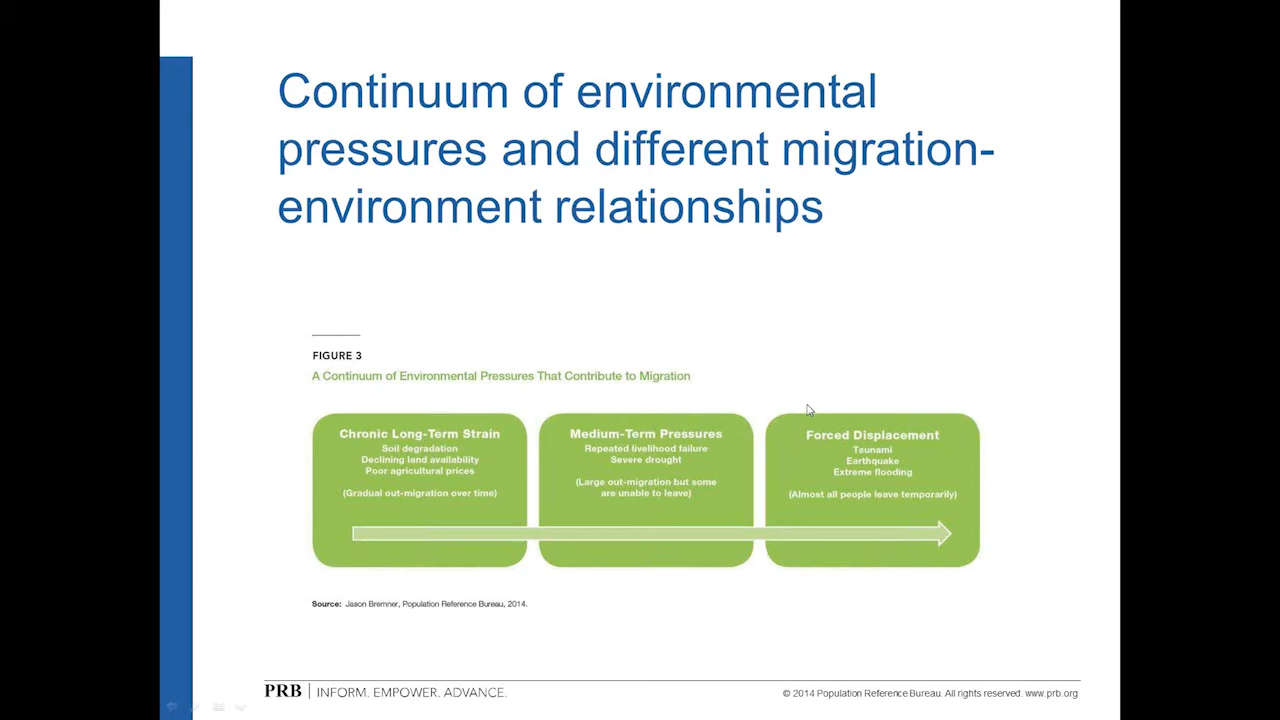 Continuum of environmental
pressures and different migration-
environment relationships
FIGURE 3
A Continuum of Environmental Pressures That Contribute to Migration
Chronic Long-Term Strain
Soil degradation
Declining land availability
Poor agricultural prices
(Gradual out-migration over time)
Medium-Term Pressures
Repeated livelihood failure
Severe drought
(Large out-migration but some
are unable to leave)
Forced Displacement
Tsunami
Earthquake
Extreme flooding
(Almost all people leave temporarily)
Source: Jason Bremner, Population Reference Bureau, 2014.
PRB | INFORM. EMPOWER. ADVANCE.
© 2014 Population Reference Bureau. All rights reserved. www.prb.org